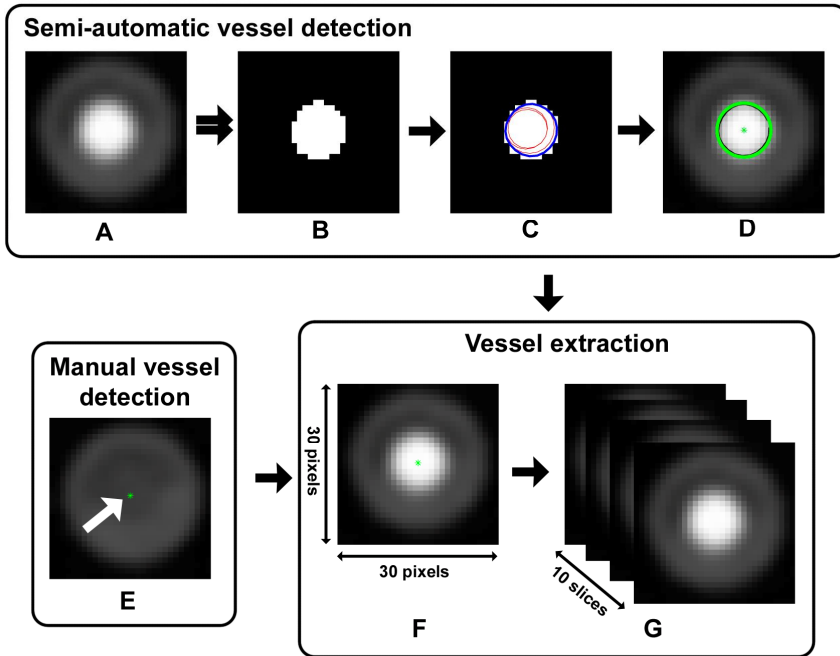 Semi-automatic vessel detection
A
B
C
D
Manual vessel
detection
E
Vessel extraction
30 pixels
30 pixels
F
10 slices
G